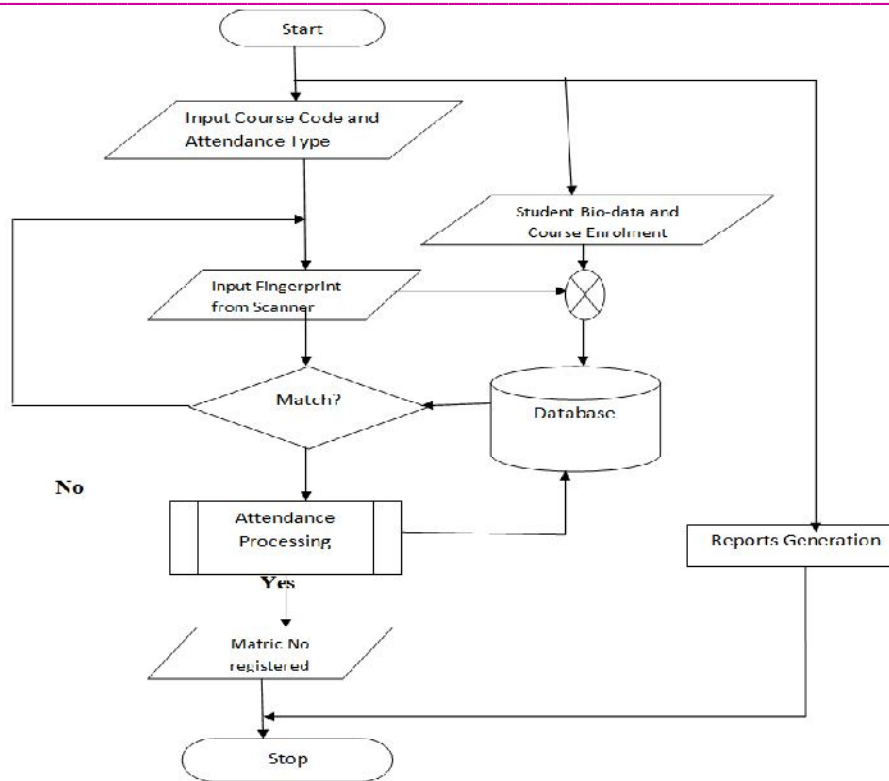 Start
Input Course Code and
Attendance Type
Student Bio-data and
Course Enrolment
Input Fingerprint
from Scanner
Match?
Database
No
Attendance
Processing
Reports Generation
Yes
Matric No
registered
Stop